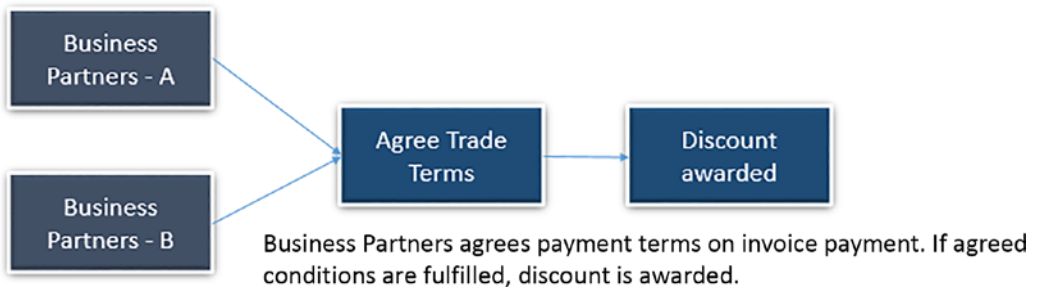 Business
Partners - A
Agree Trade
Terms
Discount
awarded
Business
Partners - B
Business Partners agrees payment terms on invoice payment. If agreed
conditions are fulfilled, discount is awarded.